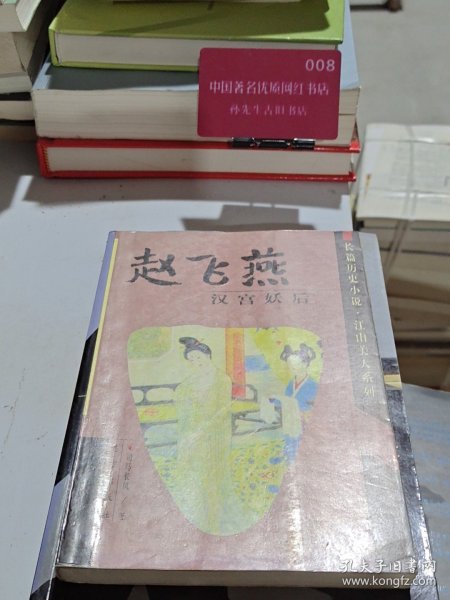 008
中国著名优质网红书店
孙先生古旧书店
赵飞燕
汉宫妖后
长篇历史小说·江山美人系列
孔夫子旧书网
www.kongfz.com